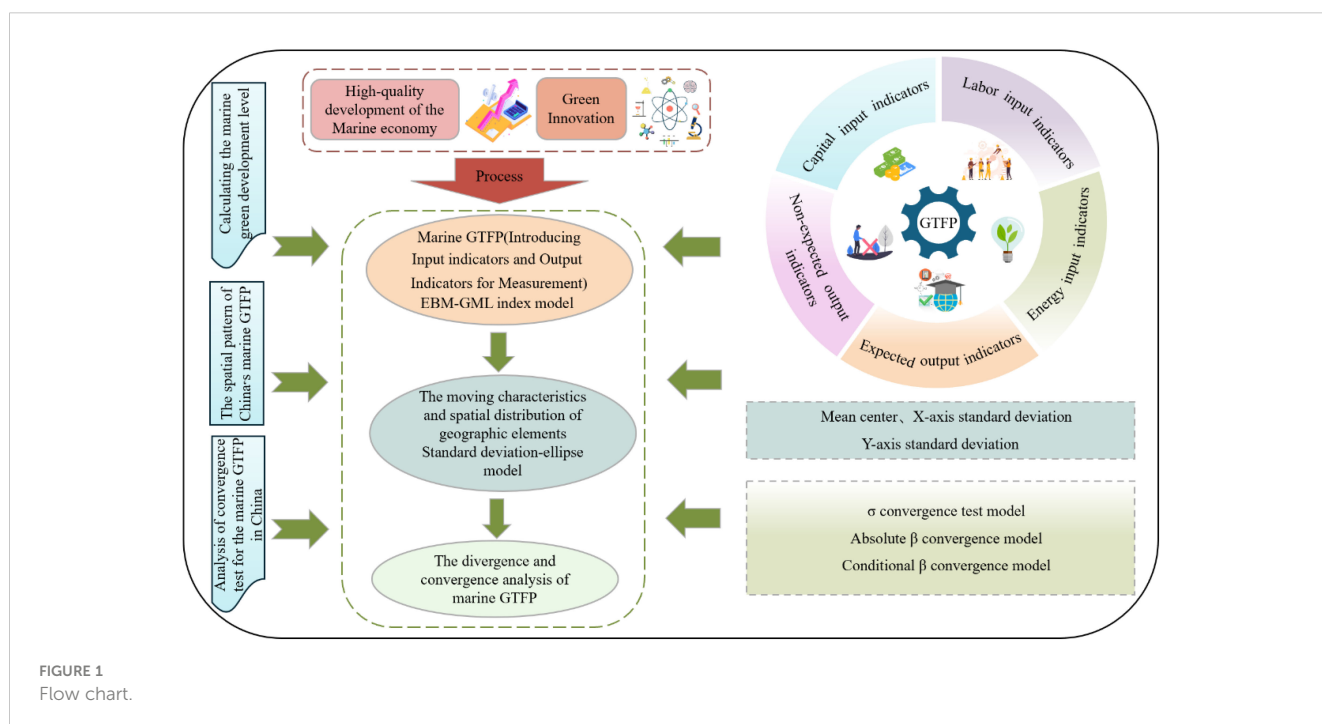 Calculating the marine
green development level
The spatial pattern of
China's marine GTFP
Analysis of convergence
test for the marine GTFP
in China
High-quality
development of the
Marine economy
Green
Innovation
Process
Marine GTFP(Introducing
Input indicators and Output
Indicators for Measurement)
EBM-GML index model
The moving characteristics
and spatial distribution of
geographic elements
Standard deviation-ellipse
model
The divergence and
convergence analysis of
marine GTFP
Capital input indicators
Labor input indicators
Energy input indicators
Expected output indicators
Non-expected output
indicators
GTFP
Mean center、X-axis standard deviation
Y-axis standard deviation
σ convergence test model
Absolute β convergence model
Conditional β convergence model
FIGURE 1
Flow chart.